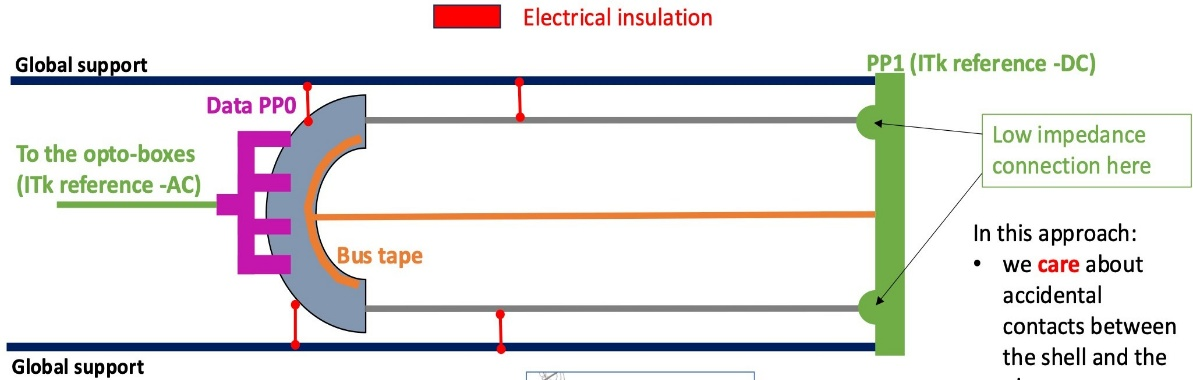 Electrical insulation
Global support
PP1 (ITk reference -DC)
Data PP0
To the opto-boxes
(ITk reference -AC)
Low impedance
connection here
Bus tape
In this approach:
• we care about
accidental
contacts between
the shell and the
Global support